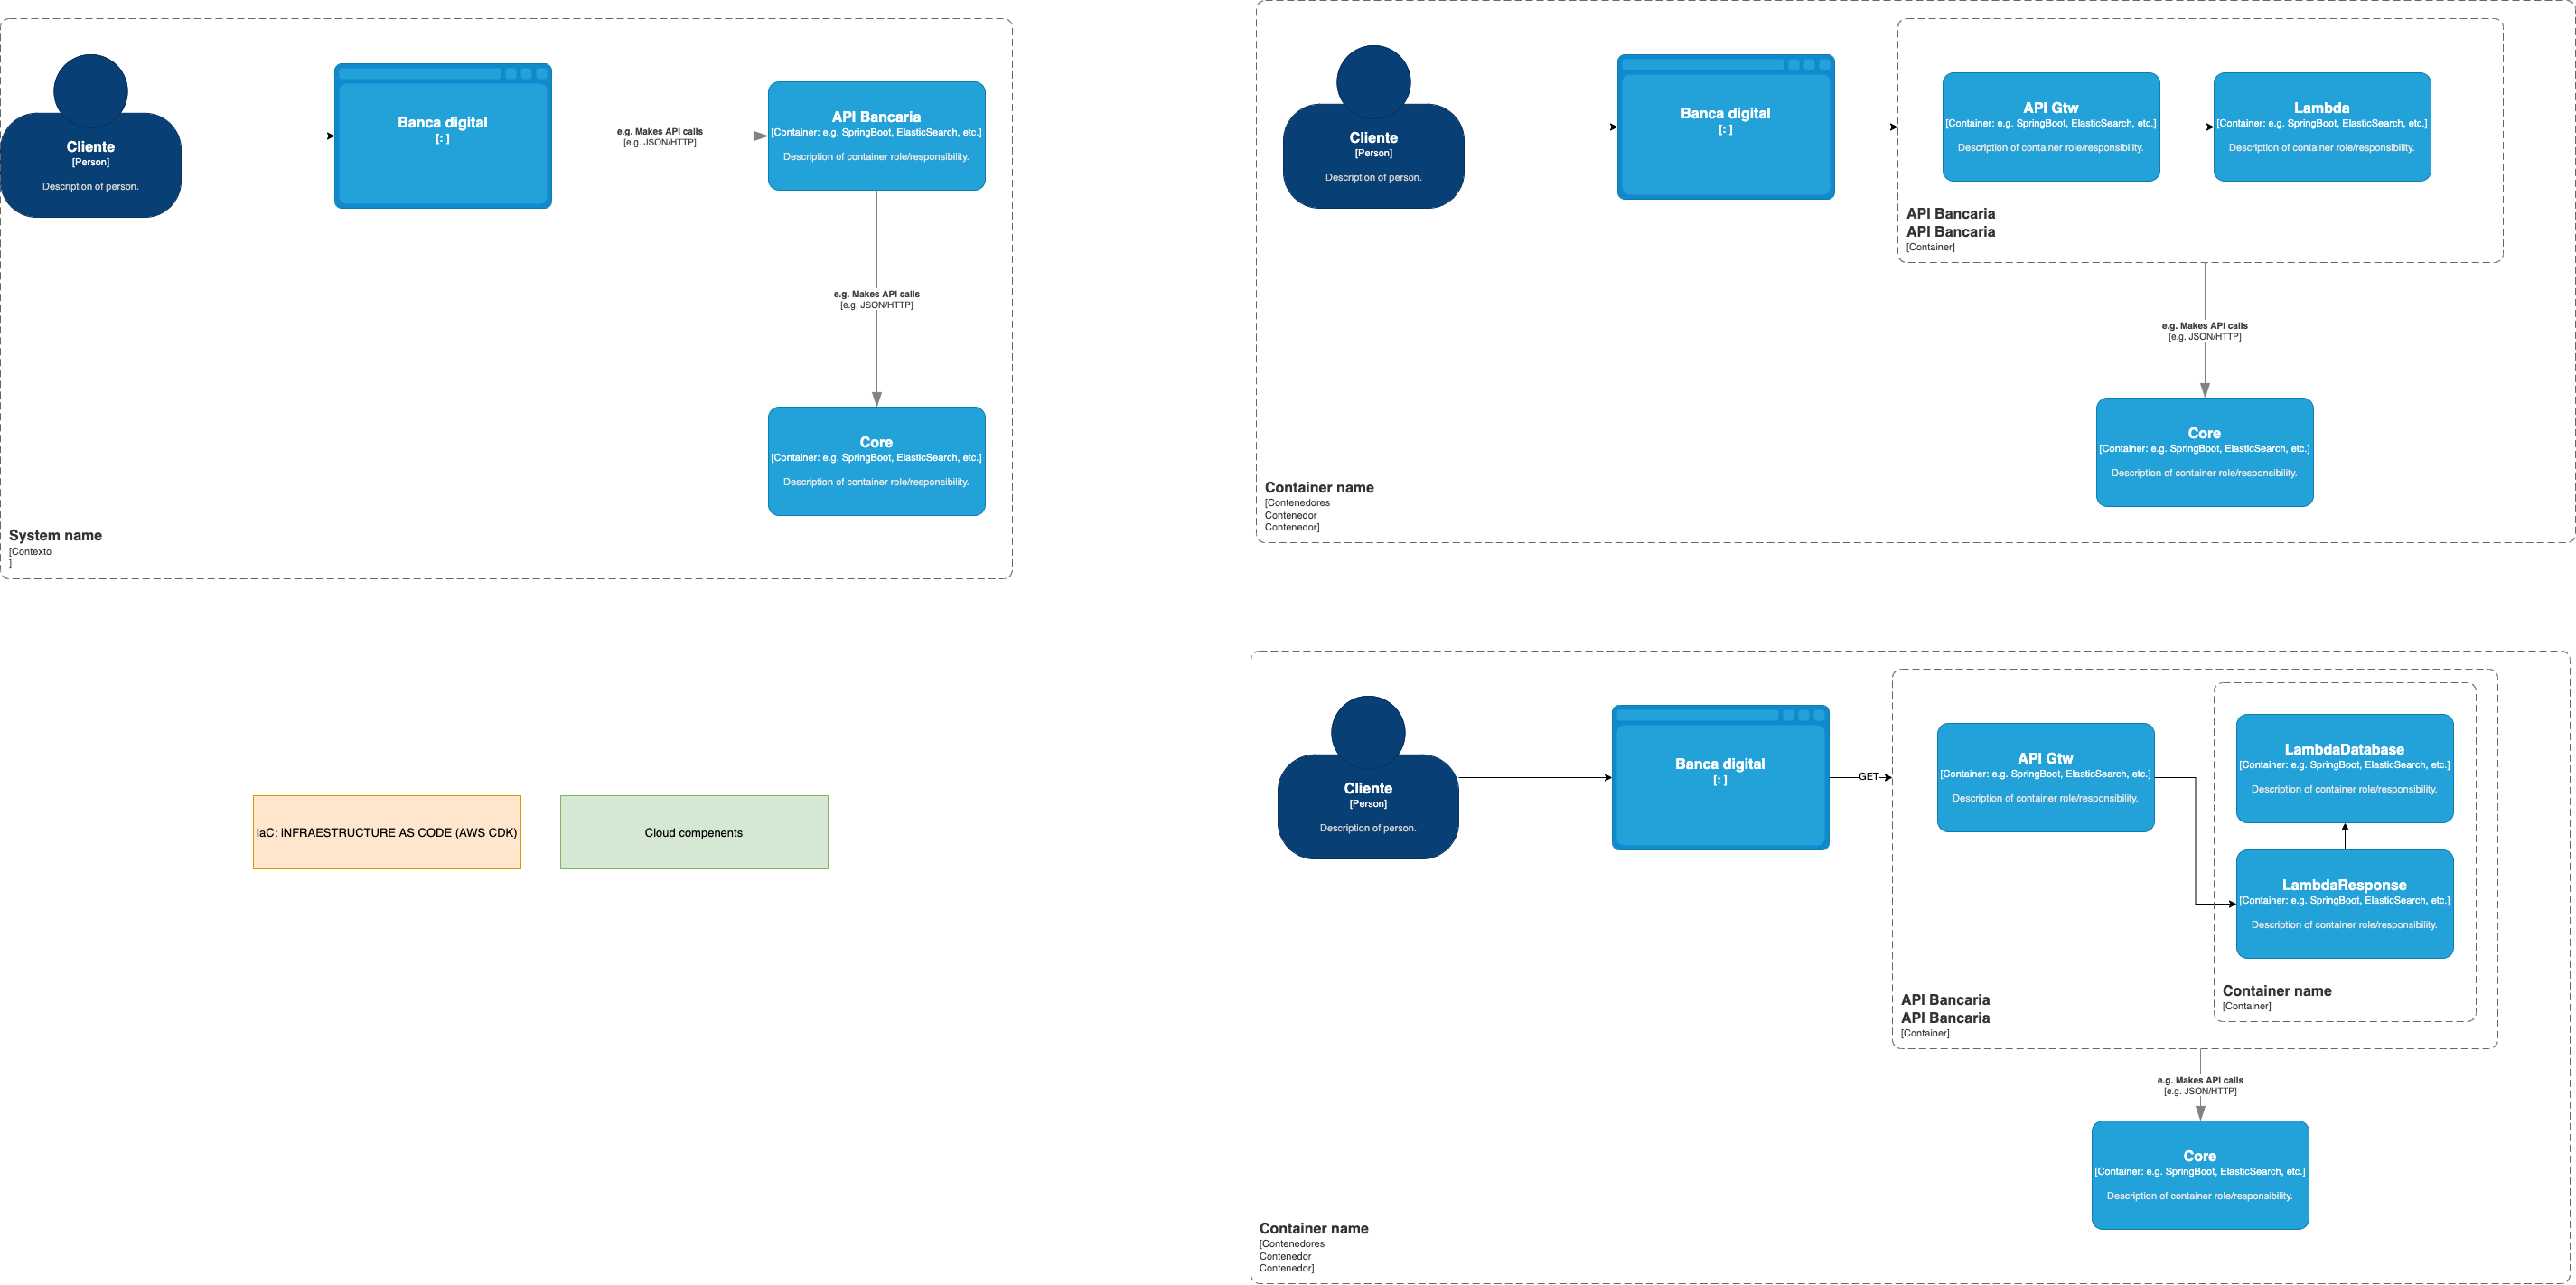 Cliente
[Person]
Description of person.
Banca digital
[: ]
e.g. Makes API calls
[e.g. JSON/HTTP]
API Bancaria
[Container: e.g. SpringBoot, ElasticSearch, etc.]
Description of container role/responsibility.
e.g. Makes API calls
[e.g. JSON/HTTP]
Core
[Container: e.g. SpringBoot, ElasticSearch, etc.]
Description of container role/responsibility.
System name
[Contexto
]
Cliente
[Person]
Description of person.
Banca digital
[: ]
API Gtw
[Container: e.g. SpringBoot, ElasticSearch, etc.]
Description of container role/responsibility.
Lambda
[Container: e.g. SpringBoot, ElasticSearch, etc.]
Description of container role/responsibility.
API Bancaria
API Bancaria
[Container]
e.g. Makes API calls
[e.g. JSON/HTTP]
Core
[Container: e.g. SpringBoot, ElasticSearch, etc.]
Description of container role/responsibility.
Container name
[Contenedores
Contenedor
Contenedor]
IaC: iNFRAESTRUCTURE AS CODE (AWS CDK)
Cloud compenents
Cliente
[Person]
Description of person.
Banca digital
[: ]
GET
API Gtw
[Container: e.g. SpringBoot, ElasticSearch, etc.]
Description of container role/responsibility.
LambdaDatabase
[Container: e.g. SpringBoot, ElasticSearch, etc.]
Description of container role/responsibility.
LambdaResponse
[Container: e.g. SpringBoot, ElasticSearch, etc.]
Description of container role/responsibility.
Container name
[Container]
API Bancaria
API Bancaria
[Container]
e.g. Makes API calls
[e.g. JSON/HTTP]
Core
[Container: e.g. SpringBoot, ElasticSearch, etc.]
Description of container role/responsibility.
Container name
[Contenedores
Contenedor
Contenedor]